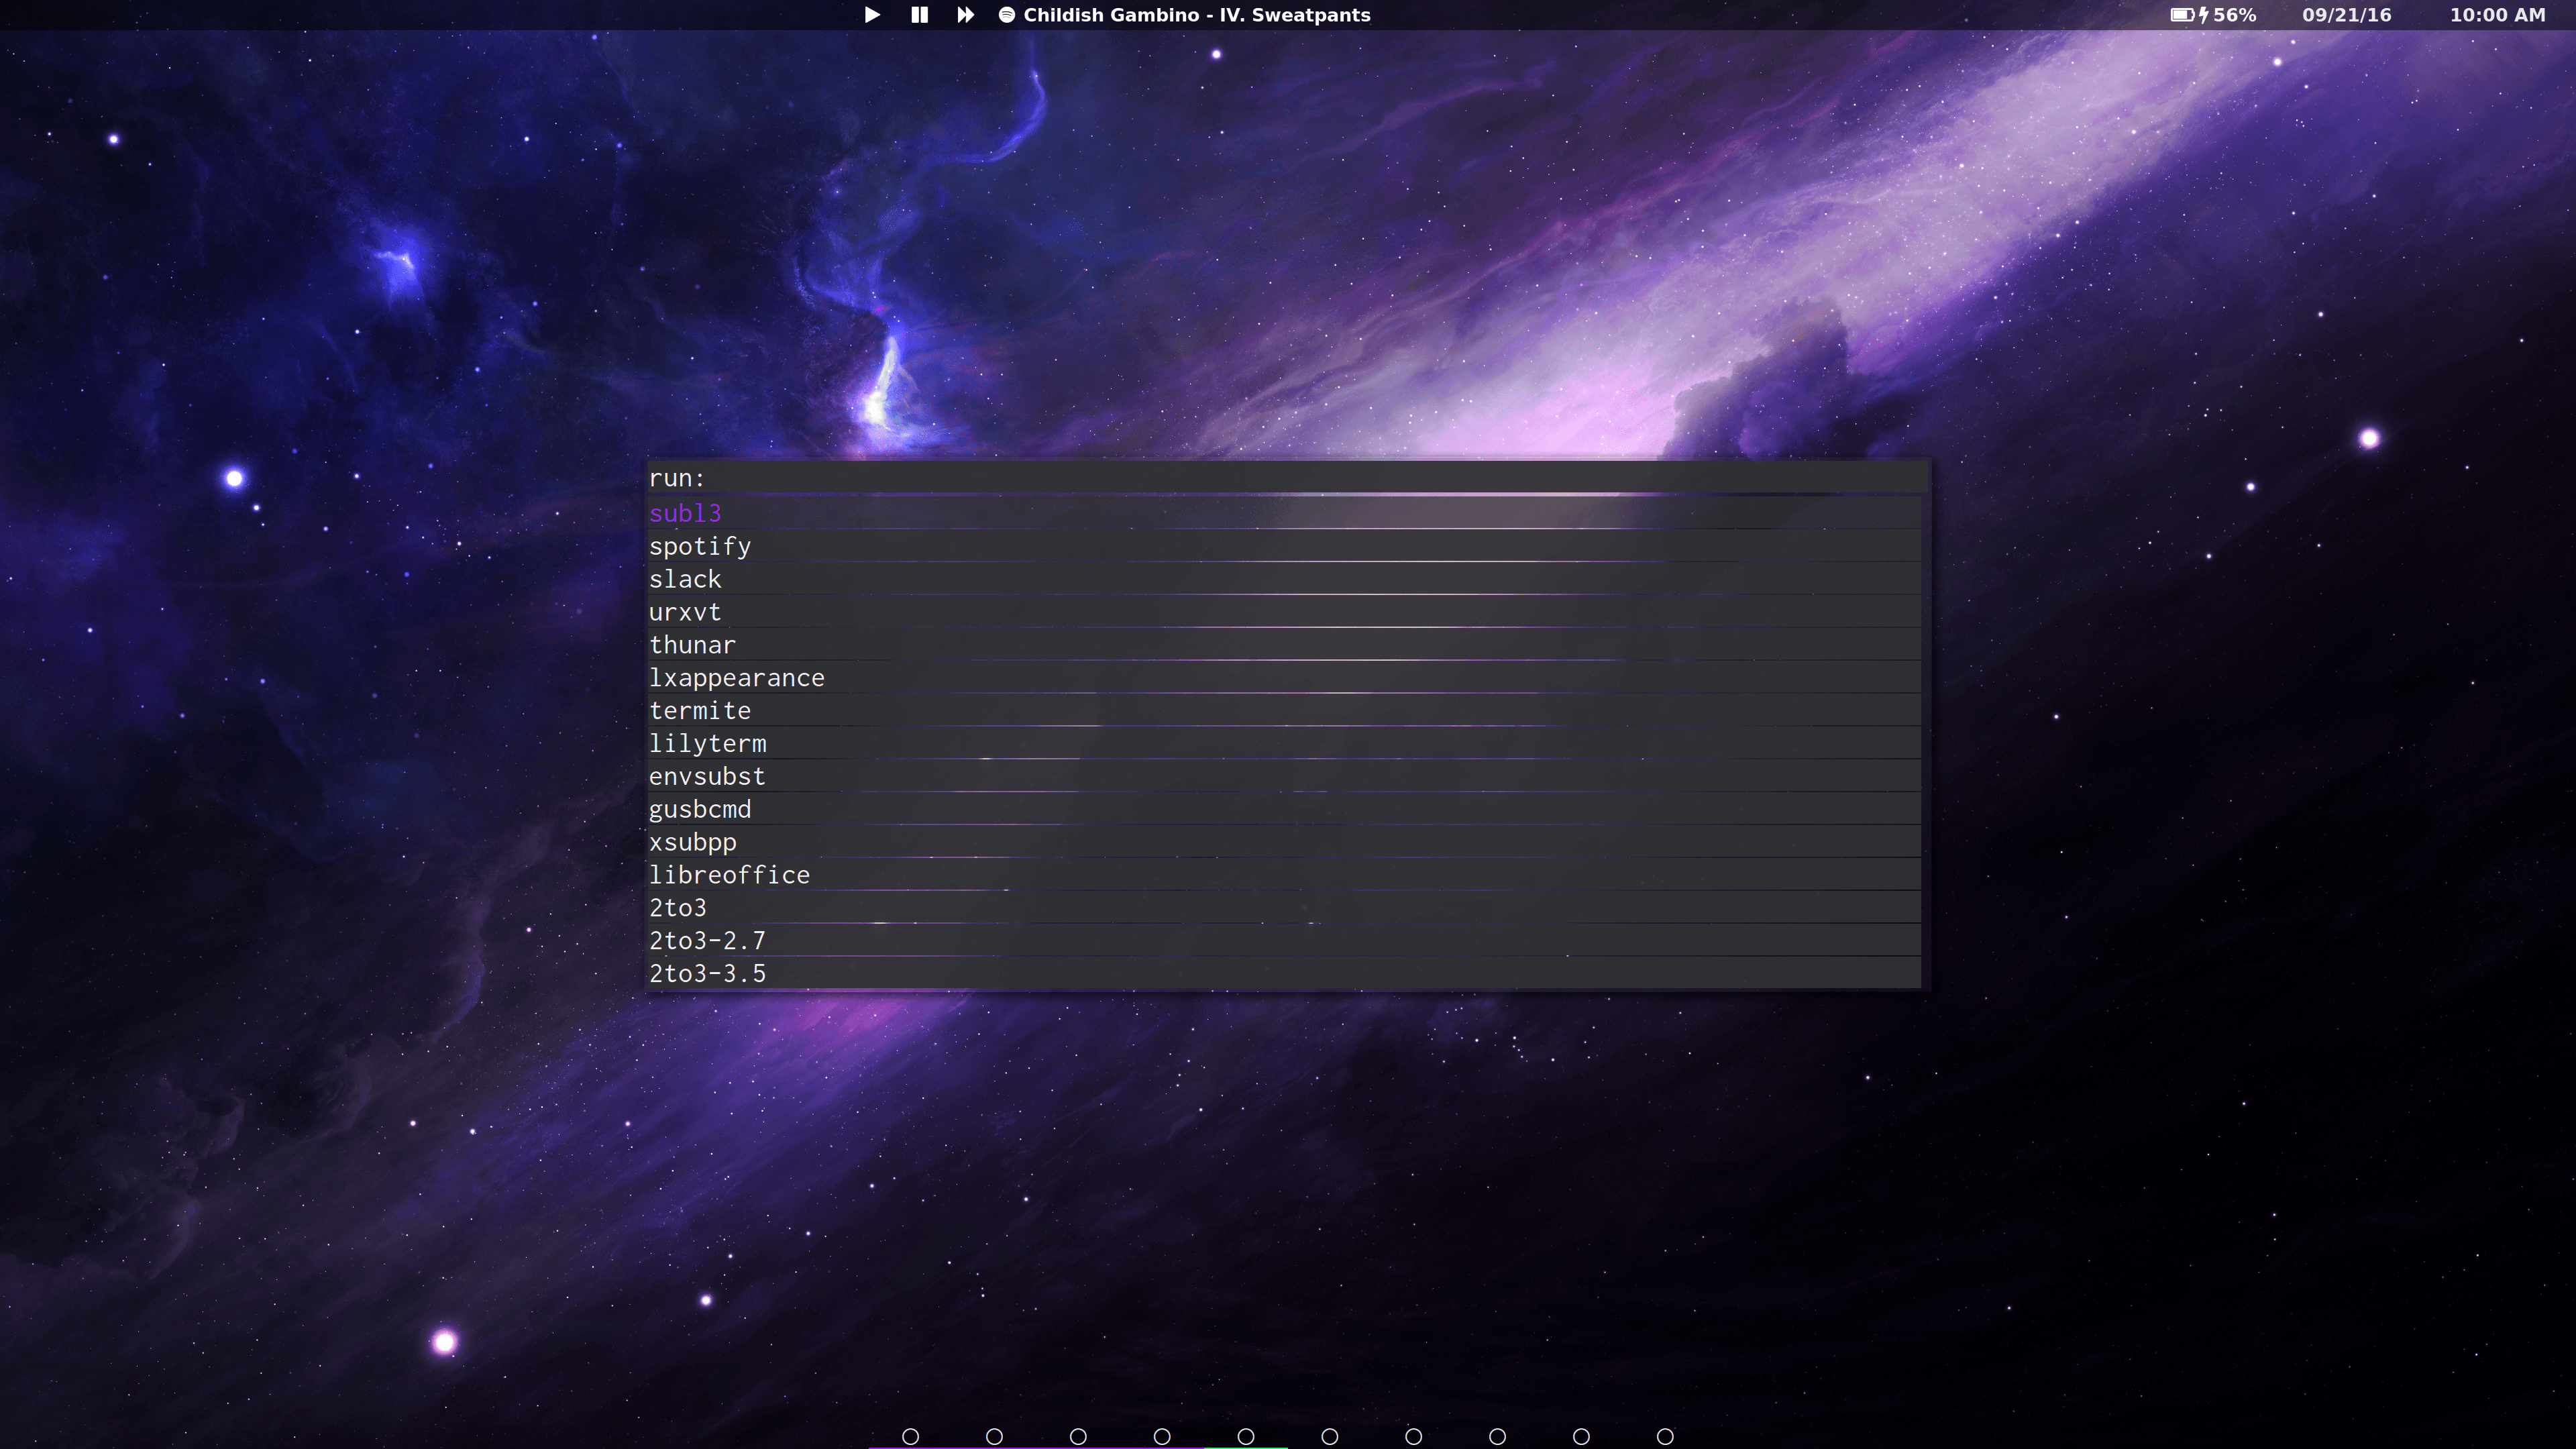 Childish Gambino - IV. Sweatpants
56%
09/21/16
10:00 AM
run:
subl3
spotify
slack
urxvt
thunar
lxappearance
termite
lilyterm
envsubst
gusbcmd
xsubpp
libreoffice
2to3
2to3-2.7
2to3-3.5